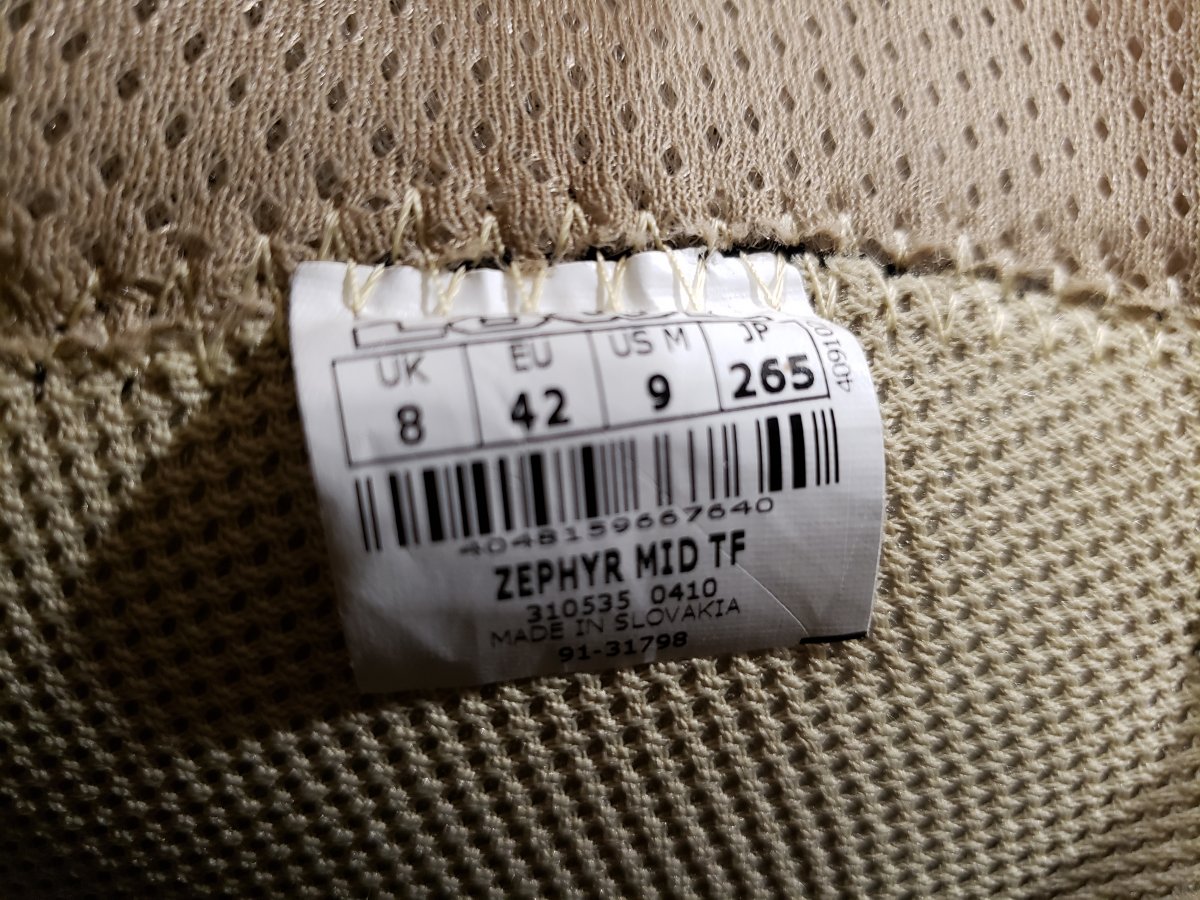 UK EU US M JP
8 42 9 265
4048159667640
ZEPHYR MID TF
310535 0410
MADE IN SLOVAKIA
91-31798